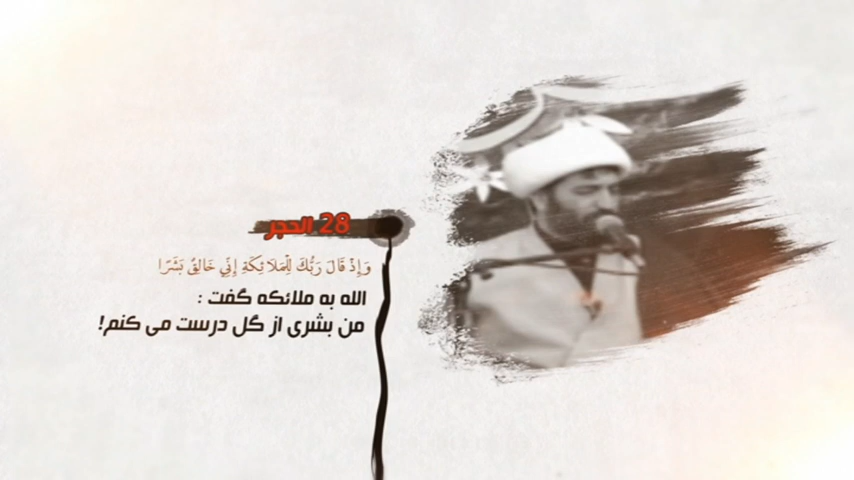 28 الحجر
وَإِذْ قَالَ رَبُّكَ لِلْمَلَائِكَةِ إِنِّي خَالِقٌ بَشَرًا
الله به ملائکه گفت :
من بشری از گل درست می کنم!